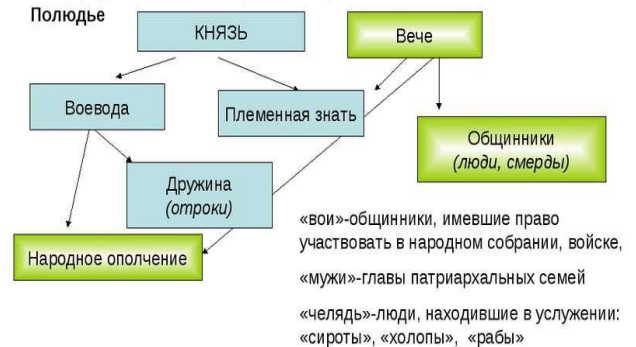 Полюдье
КНЯЗЬ
Вече
Воевода
Племенная знать
Общинники
(люди, смерды)
Дружина
(отроки)
Народное ополчение
«вои»-общинники, имевшие право
участвовать в народном собрании, войске,
«мужи»-главы патриархальных семей
«челядь»-люди, находившие в услужении:
«сироты», «холопы», «рабы»